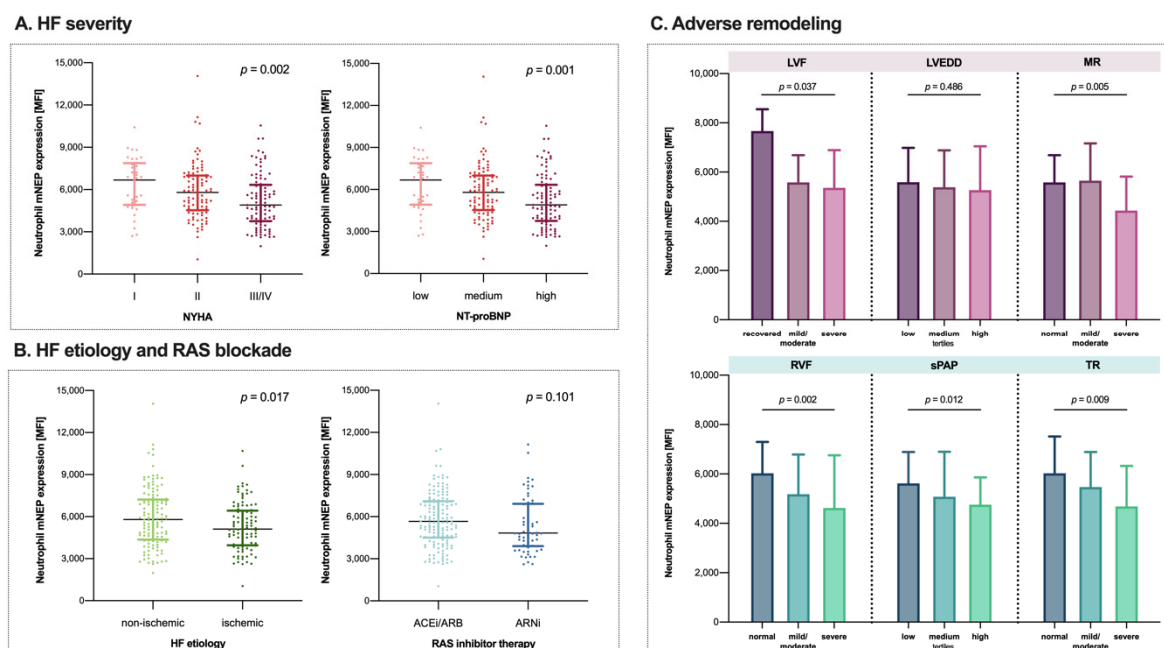 A. HF severity
Neutrophil mNEP expression [MFI]
15,000
12,000
9,000
6,000
3,000
0
p = 0.002
I II III/IV
NYHA
Neutrophil mNEP expression [MFI]
15,000
12,000
9,000
6,000
3,000
0
p = 0.001
low medium high
NT-proBNP
B. HF etiology and RAS blockade
Neutrophil mNEP expression [MFI]
15,000
12,000
9,000
6,000
3,000
0
p = 0.017
non-ischemic ischemic
HF etiology
Neutrophil mNEP expression [MFI]
15,000
12,000
9,000
6,000
3,000
0
p = 0.101
ACEi/ARB ARNi
RAS inhibitor therapy
C. Adverse remodeling
LVF LVEDD MR
Neutrophil mNEP expression [MFI]
10,000
8,000
6,000
4,000
2,000
0
p = 0.037 p = 0.486 p = 0.005
recovered mild/ severe low medium high normal mild/ severe
moderate tertiles moderate
RVF sPAP TR
Neutrophil mNEP expression [MFI]
10,000
8,000
6,000
4,000
2,000
0
p = 0.002 p = 0.012 p = 0.009
normal mild/ severe low medium high normal mild/ severe
moderate tertiles moderate